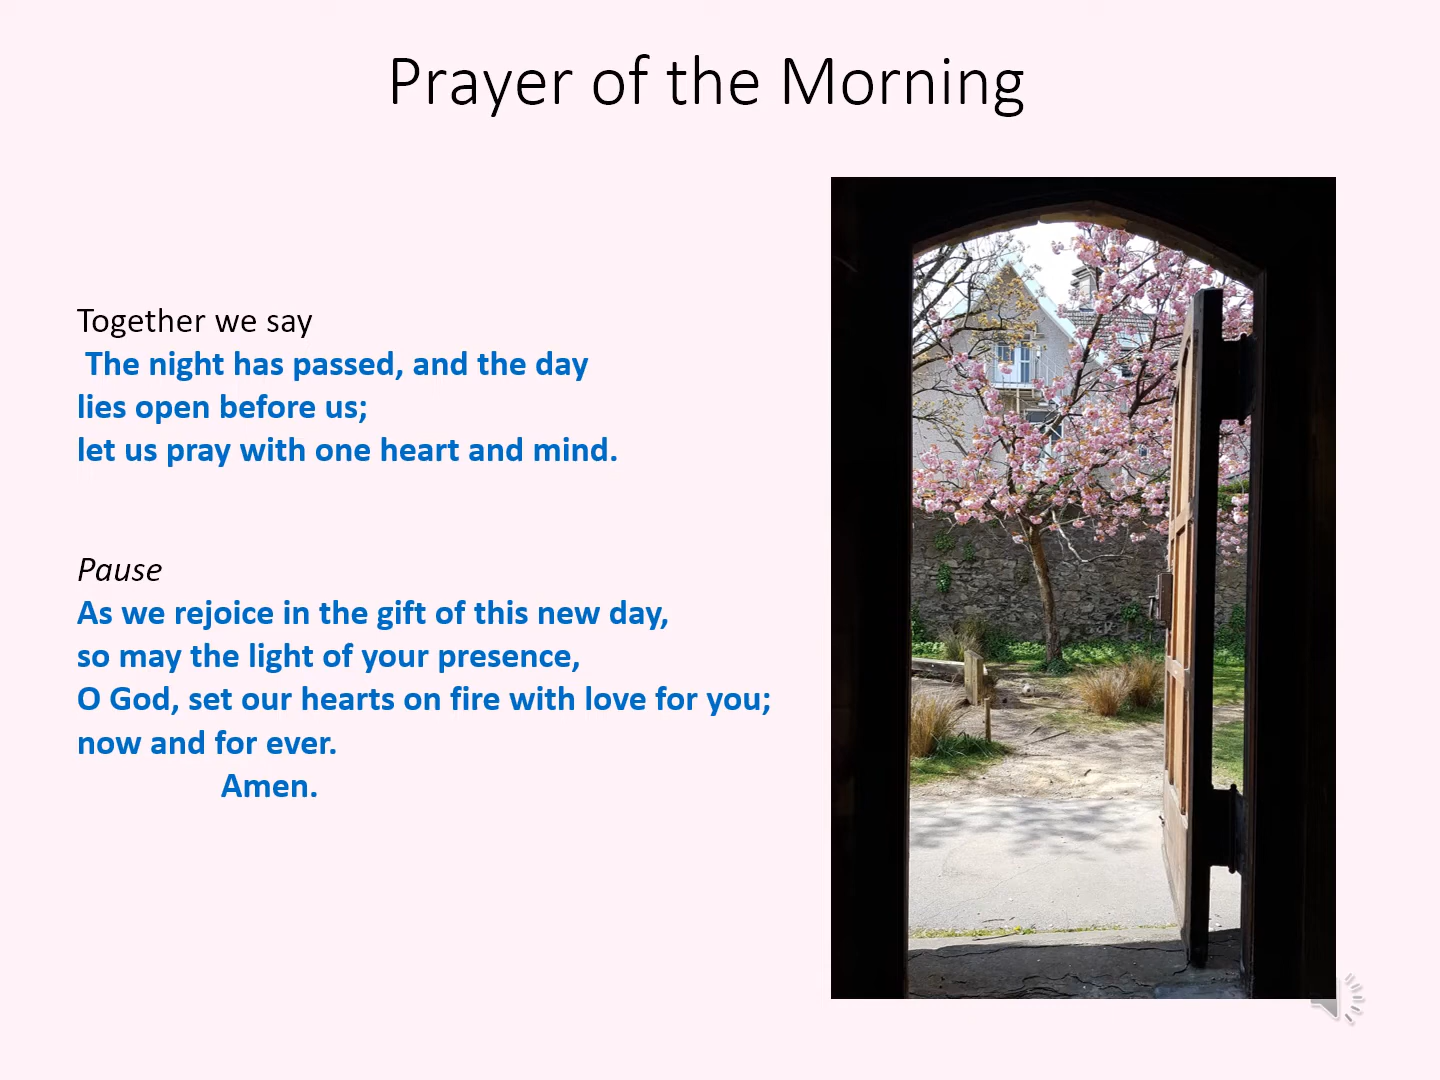 Prayer of the Morning
Together we say
The night has passed, and the day
lies open before us;
let us pray with one heart and mind.
Pause
As we rejoice in the gift of this new day,
so may the light of your presence,
O God, set our hearts on fire with love for you;
now and for ever.
Amen.